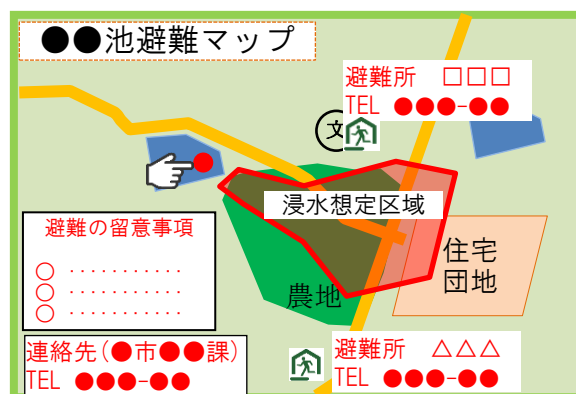 ●●池避難マップ
避難所 □□□
TEL ●●●-●●
文
浸水想定区域
避難の留意事項
○ ...........
○ ...........
○ ...........
農地
住宅
団地
連絡先(●市●●課)
TEL ●●●-●●
避難所 △△△
TEL ●●●-●●